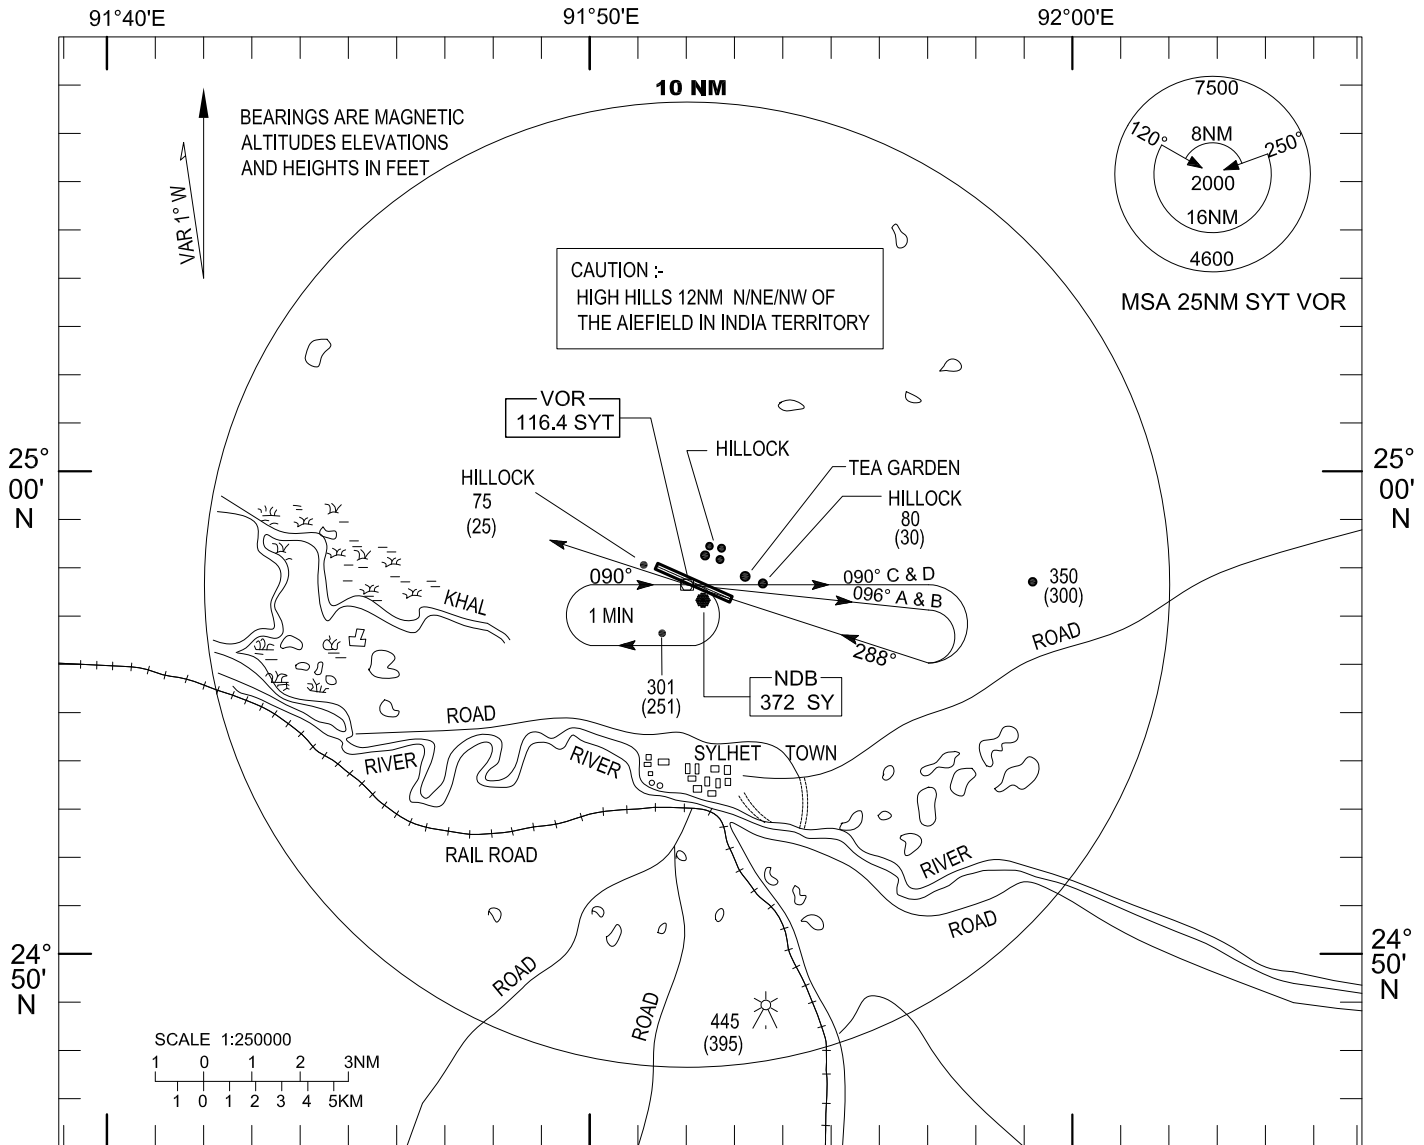 91°40'E
91°50'E
92°00'E
10 NM
BEARINGS ARE MAGNETIC
ALTITUDES ELEVATIONS
AND HEIGHTS IN FEET
VAR 1° W
7500
120°
8NM
250°
2000
16NM
4600
MSA 25NM SYT VOR
CAUTION :-
HIGH HILLS 12NM N/NE/NW OF
THE AIEFIELD IN INDIA TERRITORY
VOR
116.4 SYT
HILLOCK
TEA GARDEN
HILLOCK
75
(25)
HILLOCK
80
(30)
25°
00'
N
25°
00'
N
090°
090° C & D
096° A & B
350
(300)
1 MIN
KHAL
288°
ROAD
301
(251)
NDB
372 SY
ROAD
RIVER
RIVER
SYLHET TOWN
RAIL ROAD
RIVER
ROAD
ROAD
ROAD
24°
50'
N
24°
50'
N
445
(395)
SCALE 1:250000
1 0 1 2 3NM
1 0 1 2 3 4 5KM